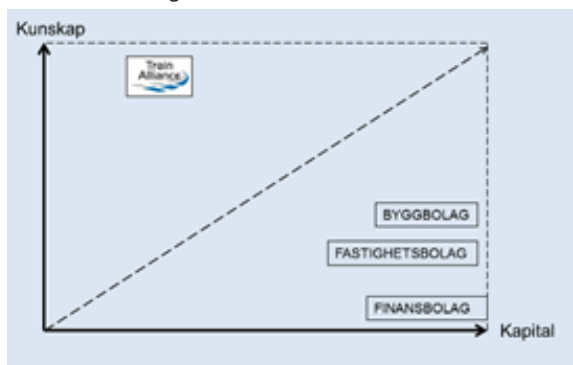 Kunskap
Train
Alliance
BYGGBOLAG
FASTIGHETSBOLAG
FINANSBOLAG
Kapital